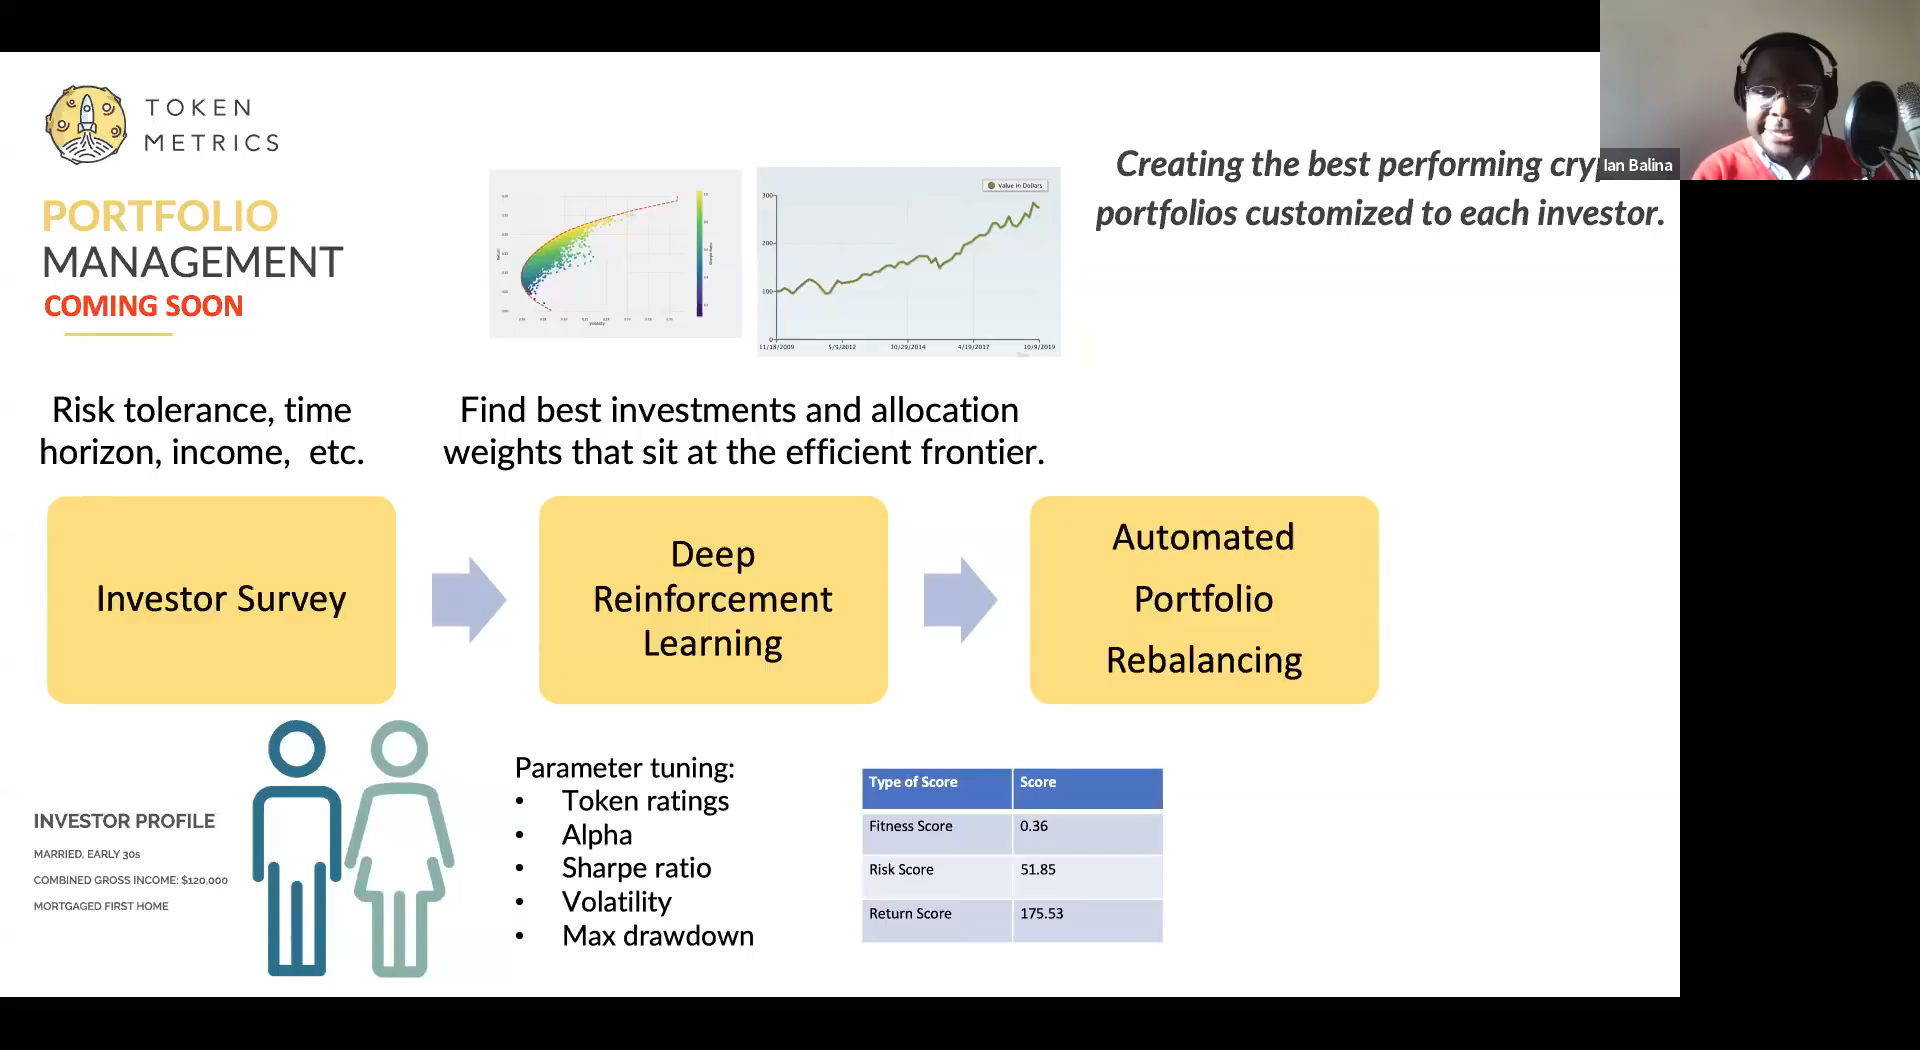 TOKEN
METRICS
PORTFOLIO
MANAGEMENT
COMING SOON
Value in Dollars
300
200
100
0
11/18/2009
5/9/2012
10/29/2014
4/19/2017
10/9/2019
Creating the best performing cry
portfolios customized to each investor.
Ian Balina
Risk tolerance, time
horizon, income, etc.
Find best investments and allocation
weights that sit at the efficient frontier.
Investor Survey
Deep
Reinforcement
Learning
Automated
Portfolio
Rebalancing
INVESTOR PROFILE
MARRIED, EARLY 30s
COMBINED GROSS INCOME: $120,000
MORTGAGED FIRST HOME
Parameter tuning:
• Token ratings
• Alpha
• Sharpe ratio
• Volatility
• Max drawdown
Type of Score Score
Fitness Score 0.36
Risk Score 51.85
Return Score 175.53